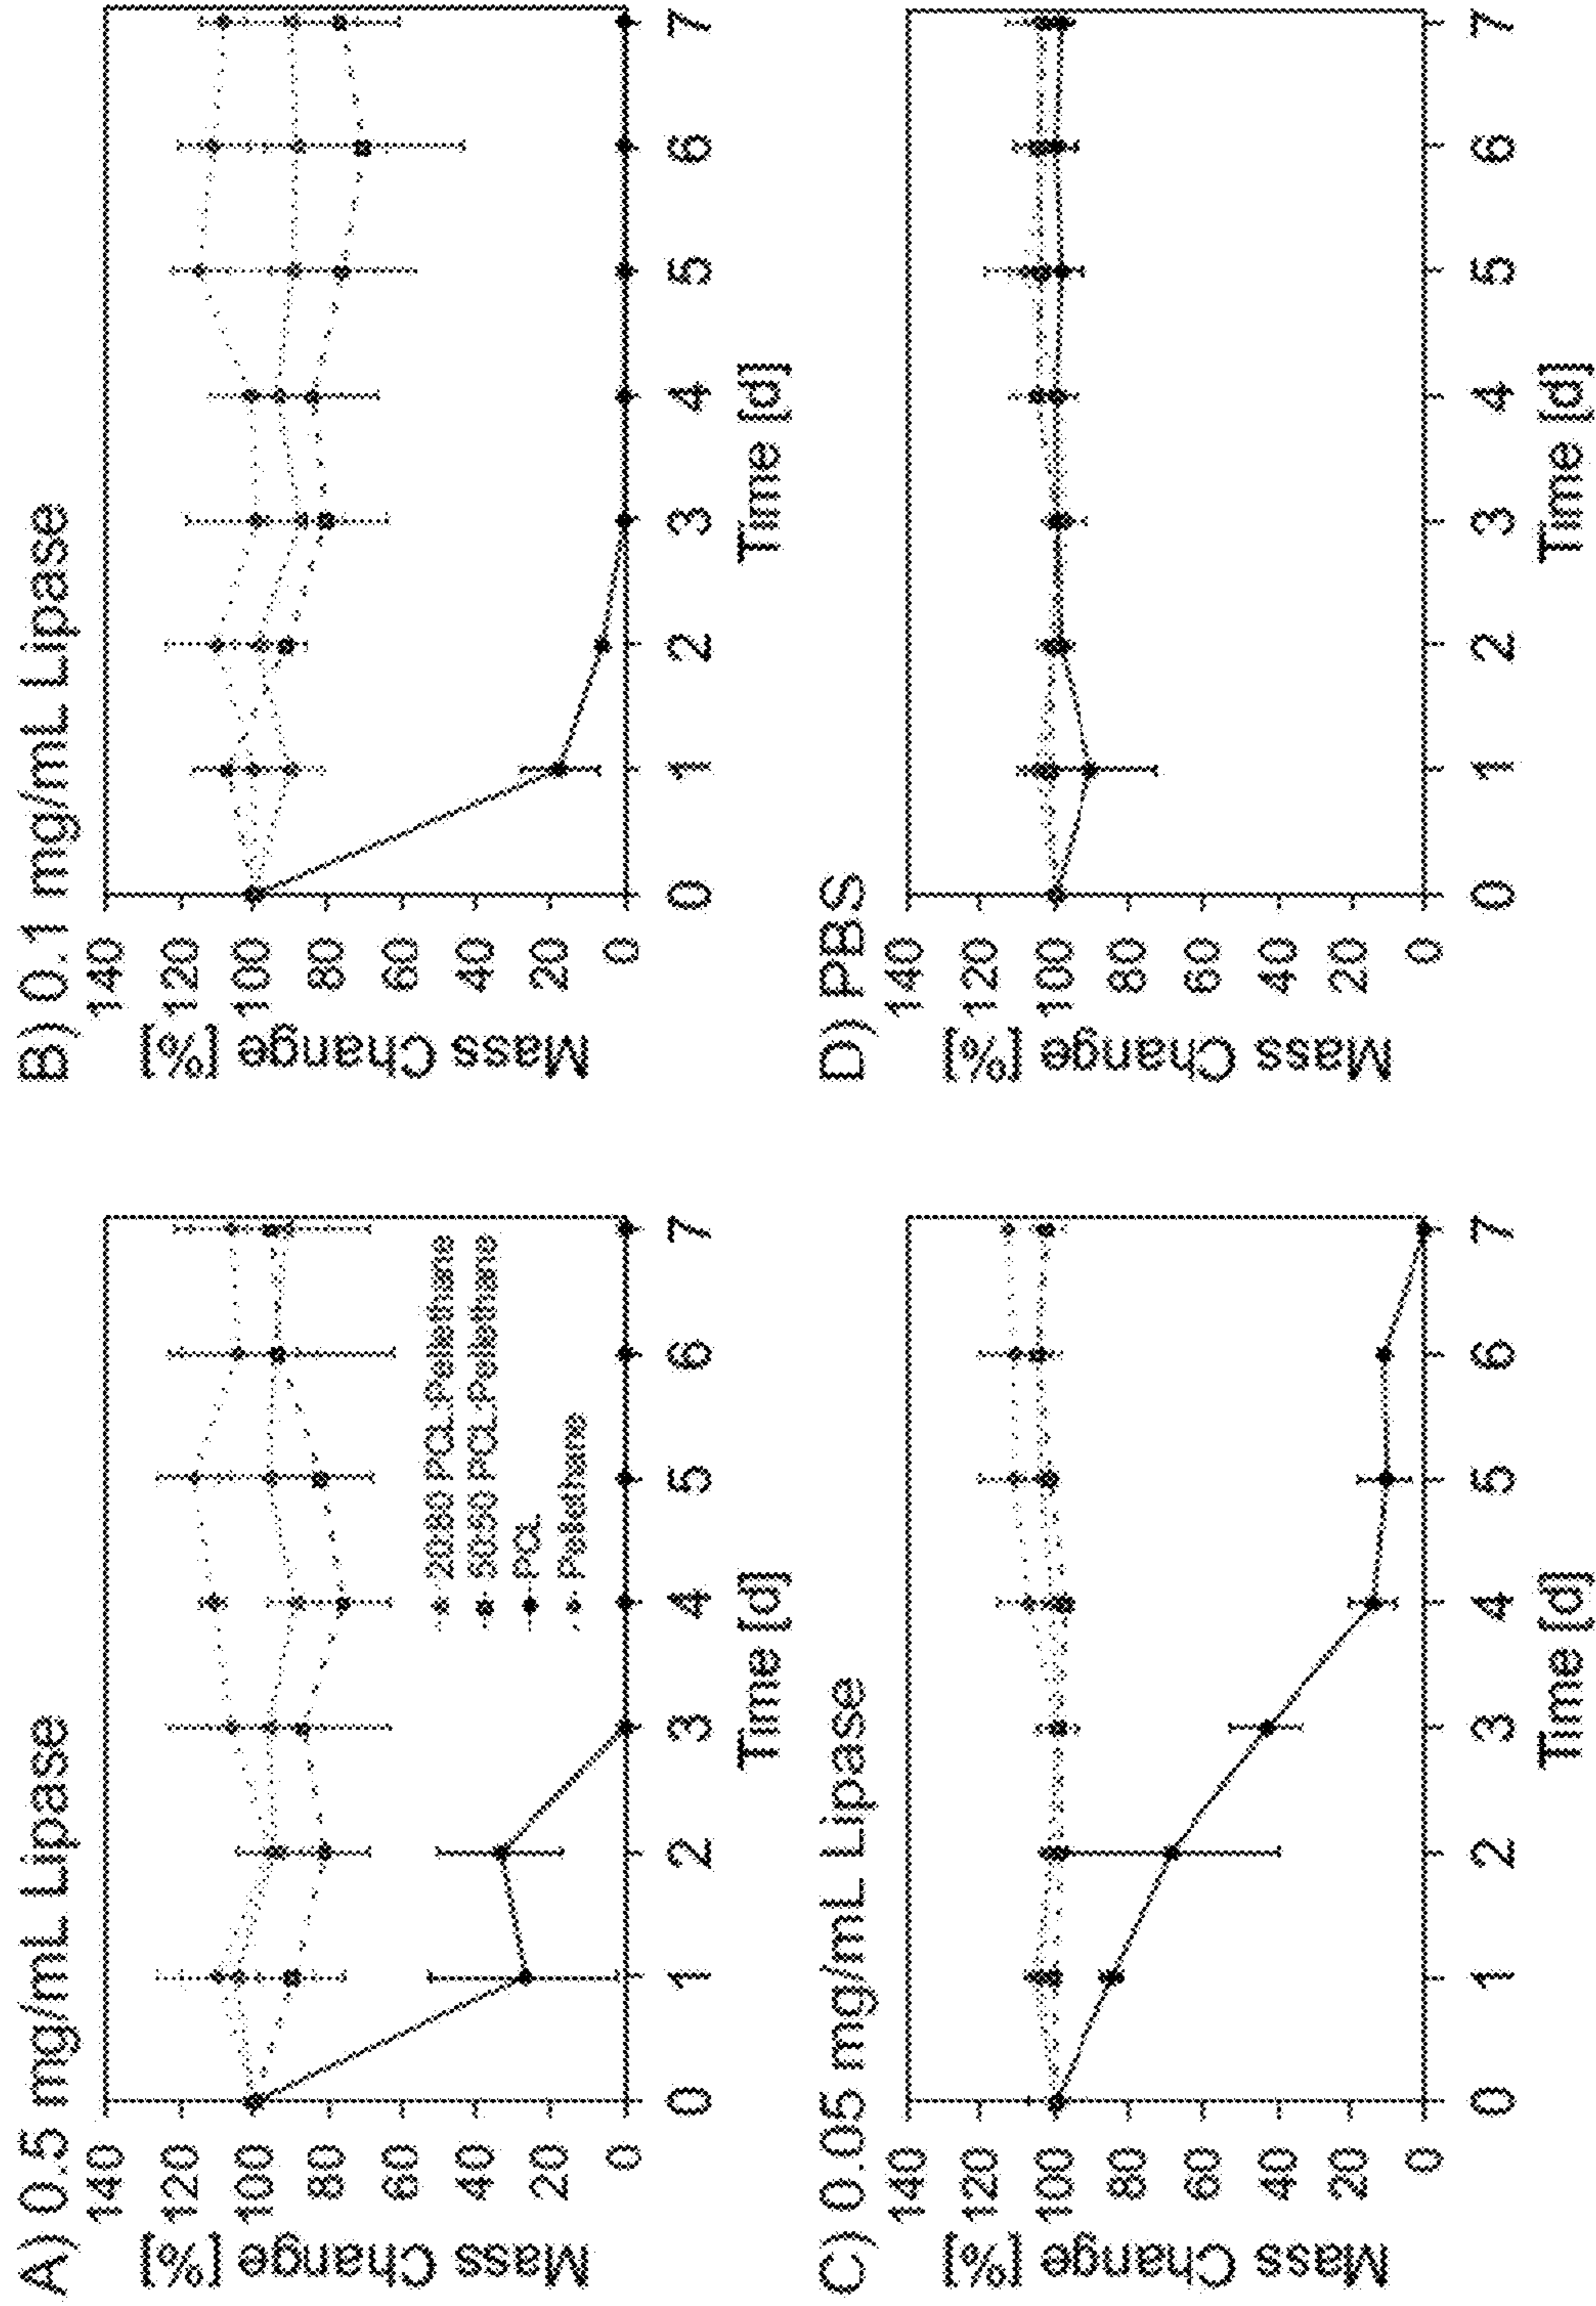 A) 0.5 mg/mL Lipase
Mass Change [%]
140
120
100
80
60
40
20
0
20:80 PCL:Pellethane
50:50 PCL:Pellethane
PCL
Pellethane
0 1 2 3 4 5 6 7
Time [d]
B) 0.1 mg/mL Lipase
Mass Change [%]
140
120
100
80
60
40
20
0
0 1 2 3 4 5 6 7
Time [d]
C) 0.05 mg/mL Lipase
Mass Change [%]
140
120
100
80
60
40
20
0
0 1 2 3 4 5 6 7
Time [d]
D) PBS
Mass Change [%]
140
120
100
80
60
40
20
0
0 1 2 3 4 5 6 7
Time [d]